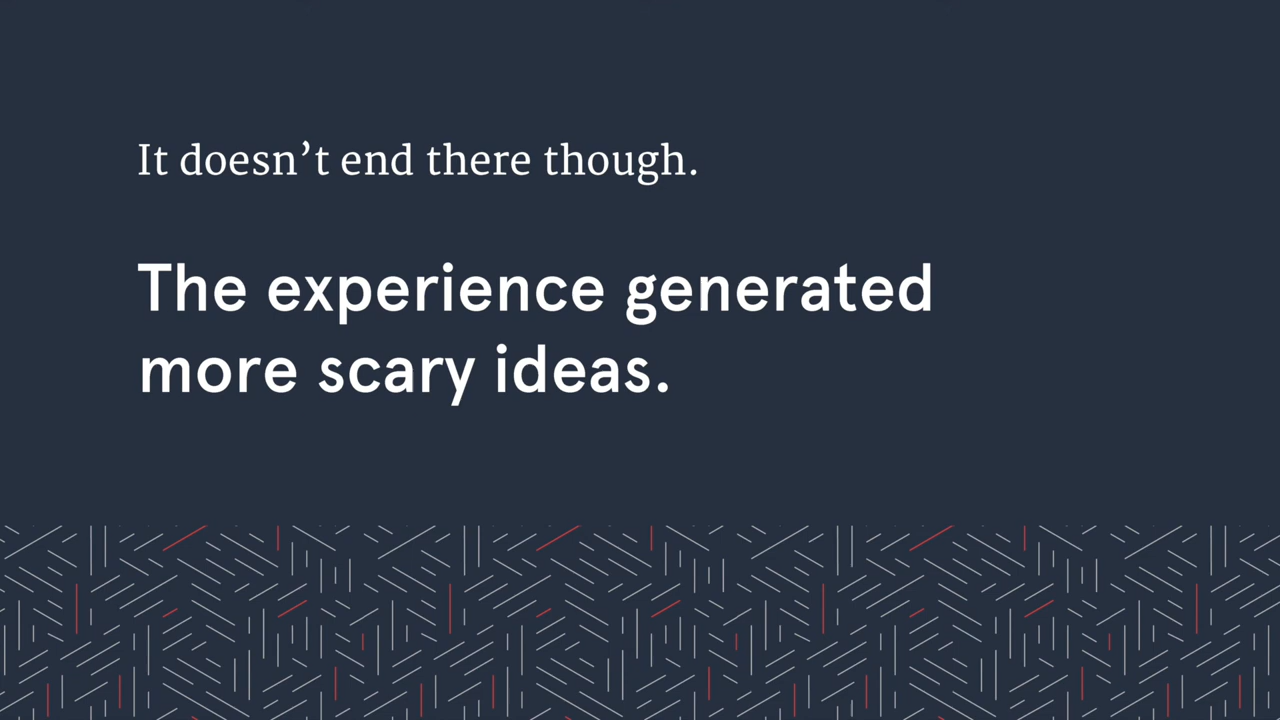 It doesn’t end there though.
The experience generated
more scary ideas.